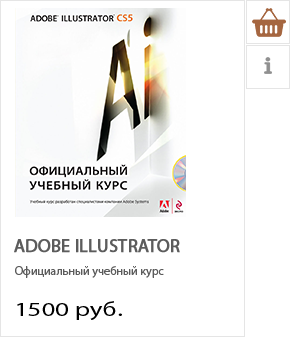 ADOBE ILLUSTRATOR CS5
Ai
ОФИЦИАЛЬНЫЙ
УЧЕБНЫЙ КУРС
Учебный курс разработан специалистами компании Adobe Systems
Adobe
i
ADOBE ILLUSTRATOR
Официальный учебный курс
1500 руб.